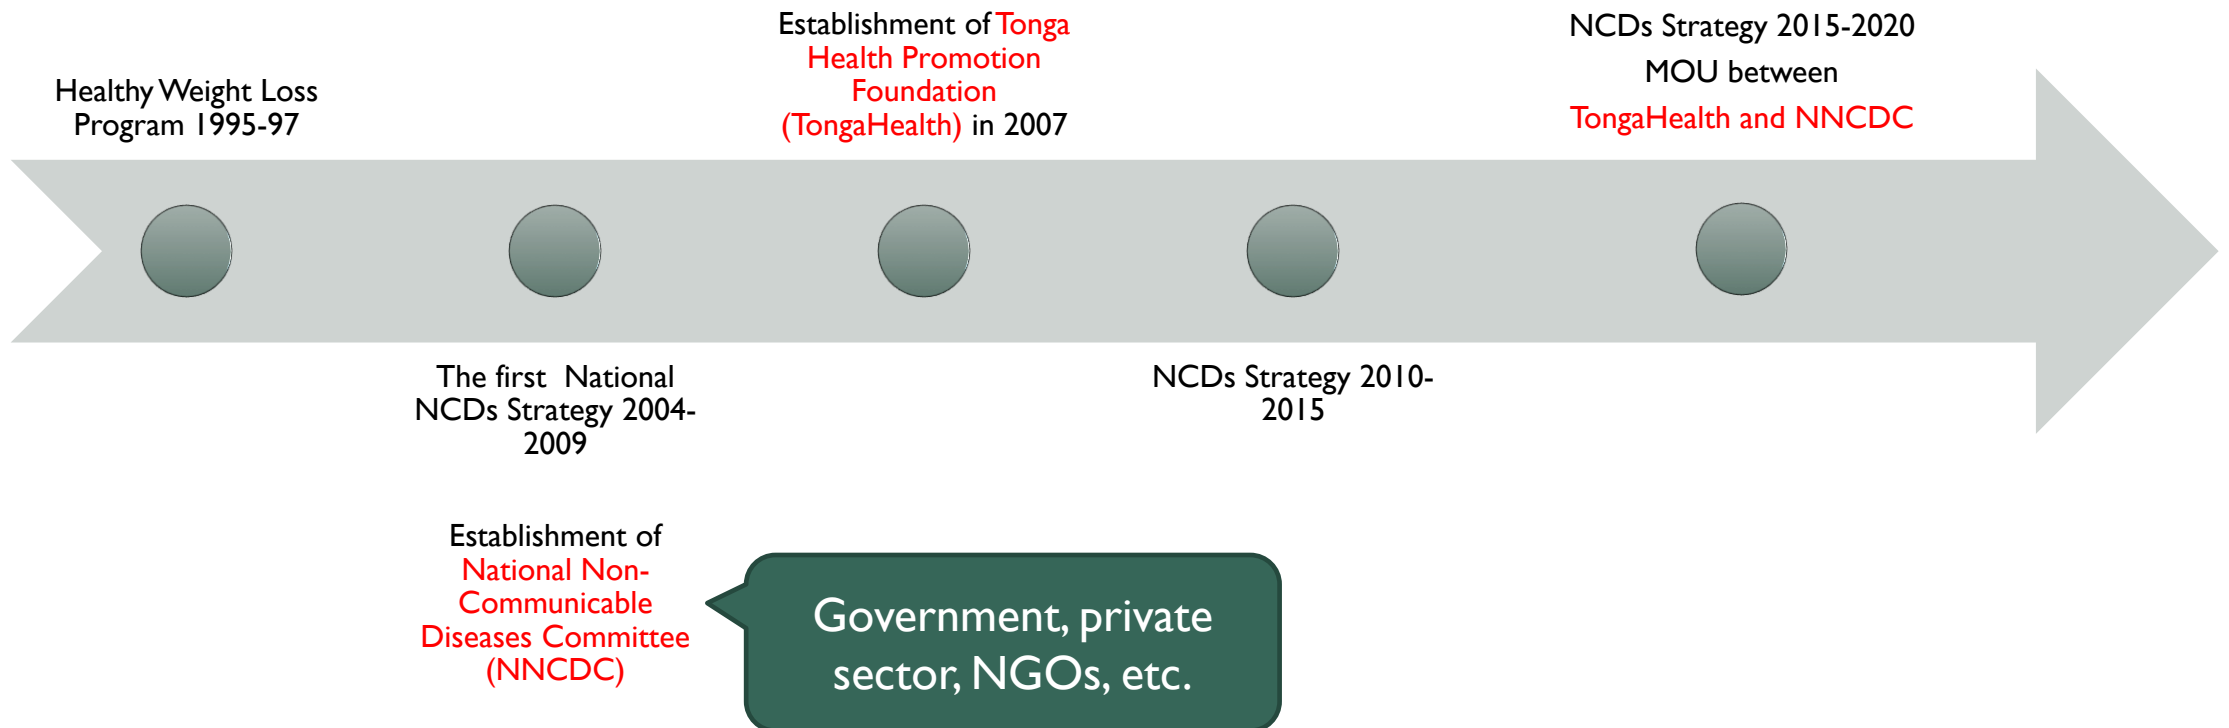 Healthy Weight Loss
Program 1995-97
The first National
NCDs Strategy 2004-
2009
Establishment of
National Non-
Communicable
Diseases Committee
(NNCDC)
Government, private
sector, NGOs, etc.
Establishment of Tonga
Health Promotion
Foundation
(TongaHealth) in 2007
NCDs Strategy 2010-
2015
NCDs Strategy 2015-2020
MOU between
TongaHealth and NNCDC